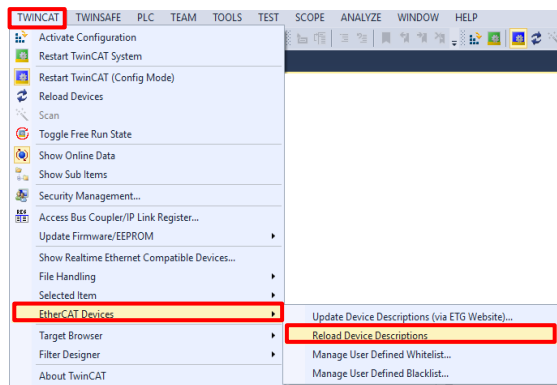 TWINCAT TWINSAFE PLC TEAM TOOLS TEST SCOPE ANALYZE WINDOW HELP
Activate Configuration
Restart TwinCAT System
Restart TwinCAT (Config Mode)
Reload Devices
Scan
Toggle Free Run State
Show Online Data
Show Sub Items
Security Management...
Access Bus Coupler/IP Link Register...
Update Firmware/EEPROM
Show Realtime Ethernet Compatible Devices...
File Handling
Selected Item
EtherCAT Devices
Target Browser
Filter Designer
About TwinCAT
Update Device Descriptions (via ETG Website)...
Reload Device Descriptions
Manage User Defined Whitelist...
Manage User Defined Blacklist...